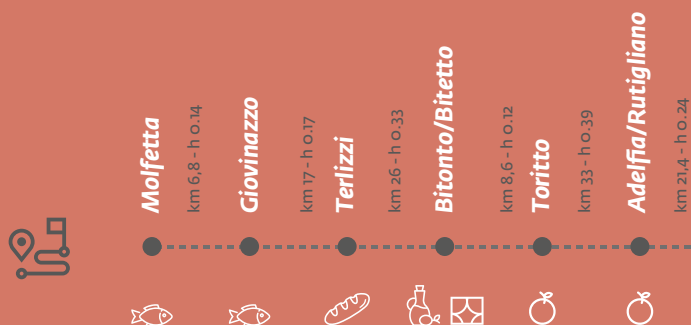 Molfetta
km 6,8 - h 0.14
Giovinazzo
km 17 - h 0.17
Terlizzi
km 26 - h 0.33
Bitonto/Bitetto
km 8,6 - h 0.12
Toritto
km 33 - h 0.39
Adelfia/Rutigliano
km 21,4 - h 0.24